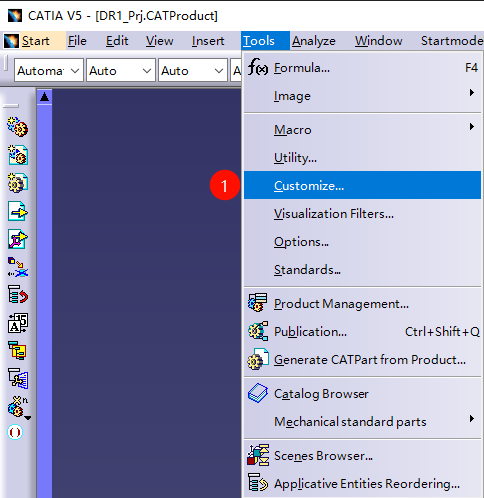 CATIA V5 - [DR1_Prj.CATProduct]
Start File Edit View Insert Tools Analyze Window Startmode
Automa Auto Auto A
Formula... F4
Image
Macro
Utility...
1 Customize...
Visualization Filters...
Options...
Standards...
Product Management...
Publication... Ctrl+Shift+Q
Generate CATPart from Product...
Catalog Browser
Mechanical standard parts
Scenes Browser...
Applicative Entities Reordering...